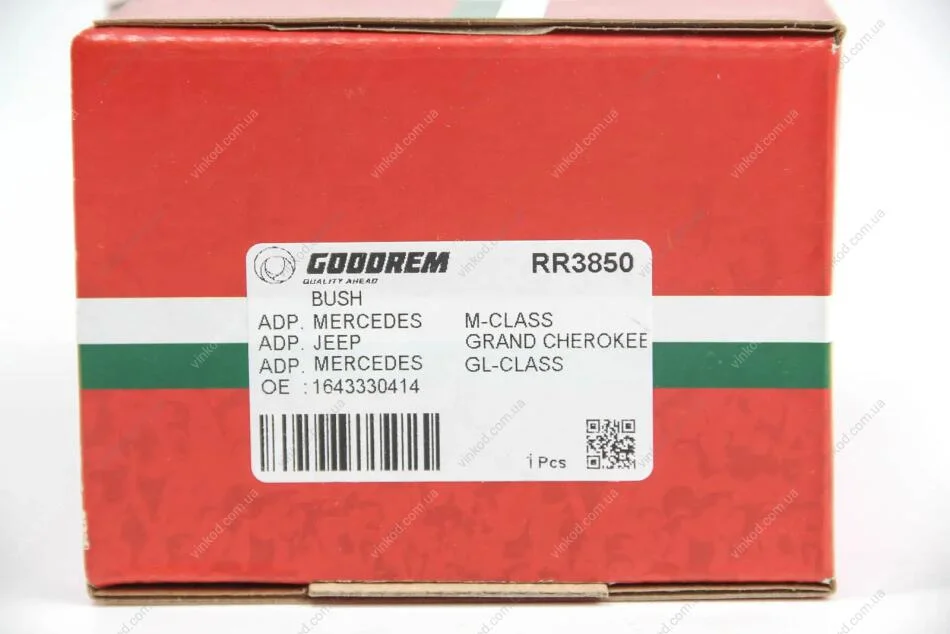 GOODREM RR3850
QUALITY AHEAD
BUSH
ADP. MERCEDES M-CLASS
ADP. JEEP GRAND CHEROKEE
ADP. MERCEDES GL-CLASS
OE : 1643330414
1 Pcs
vinkod.com.ua